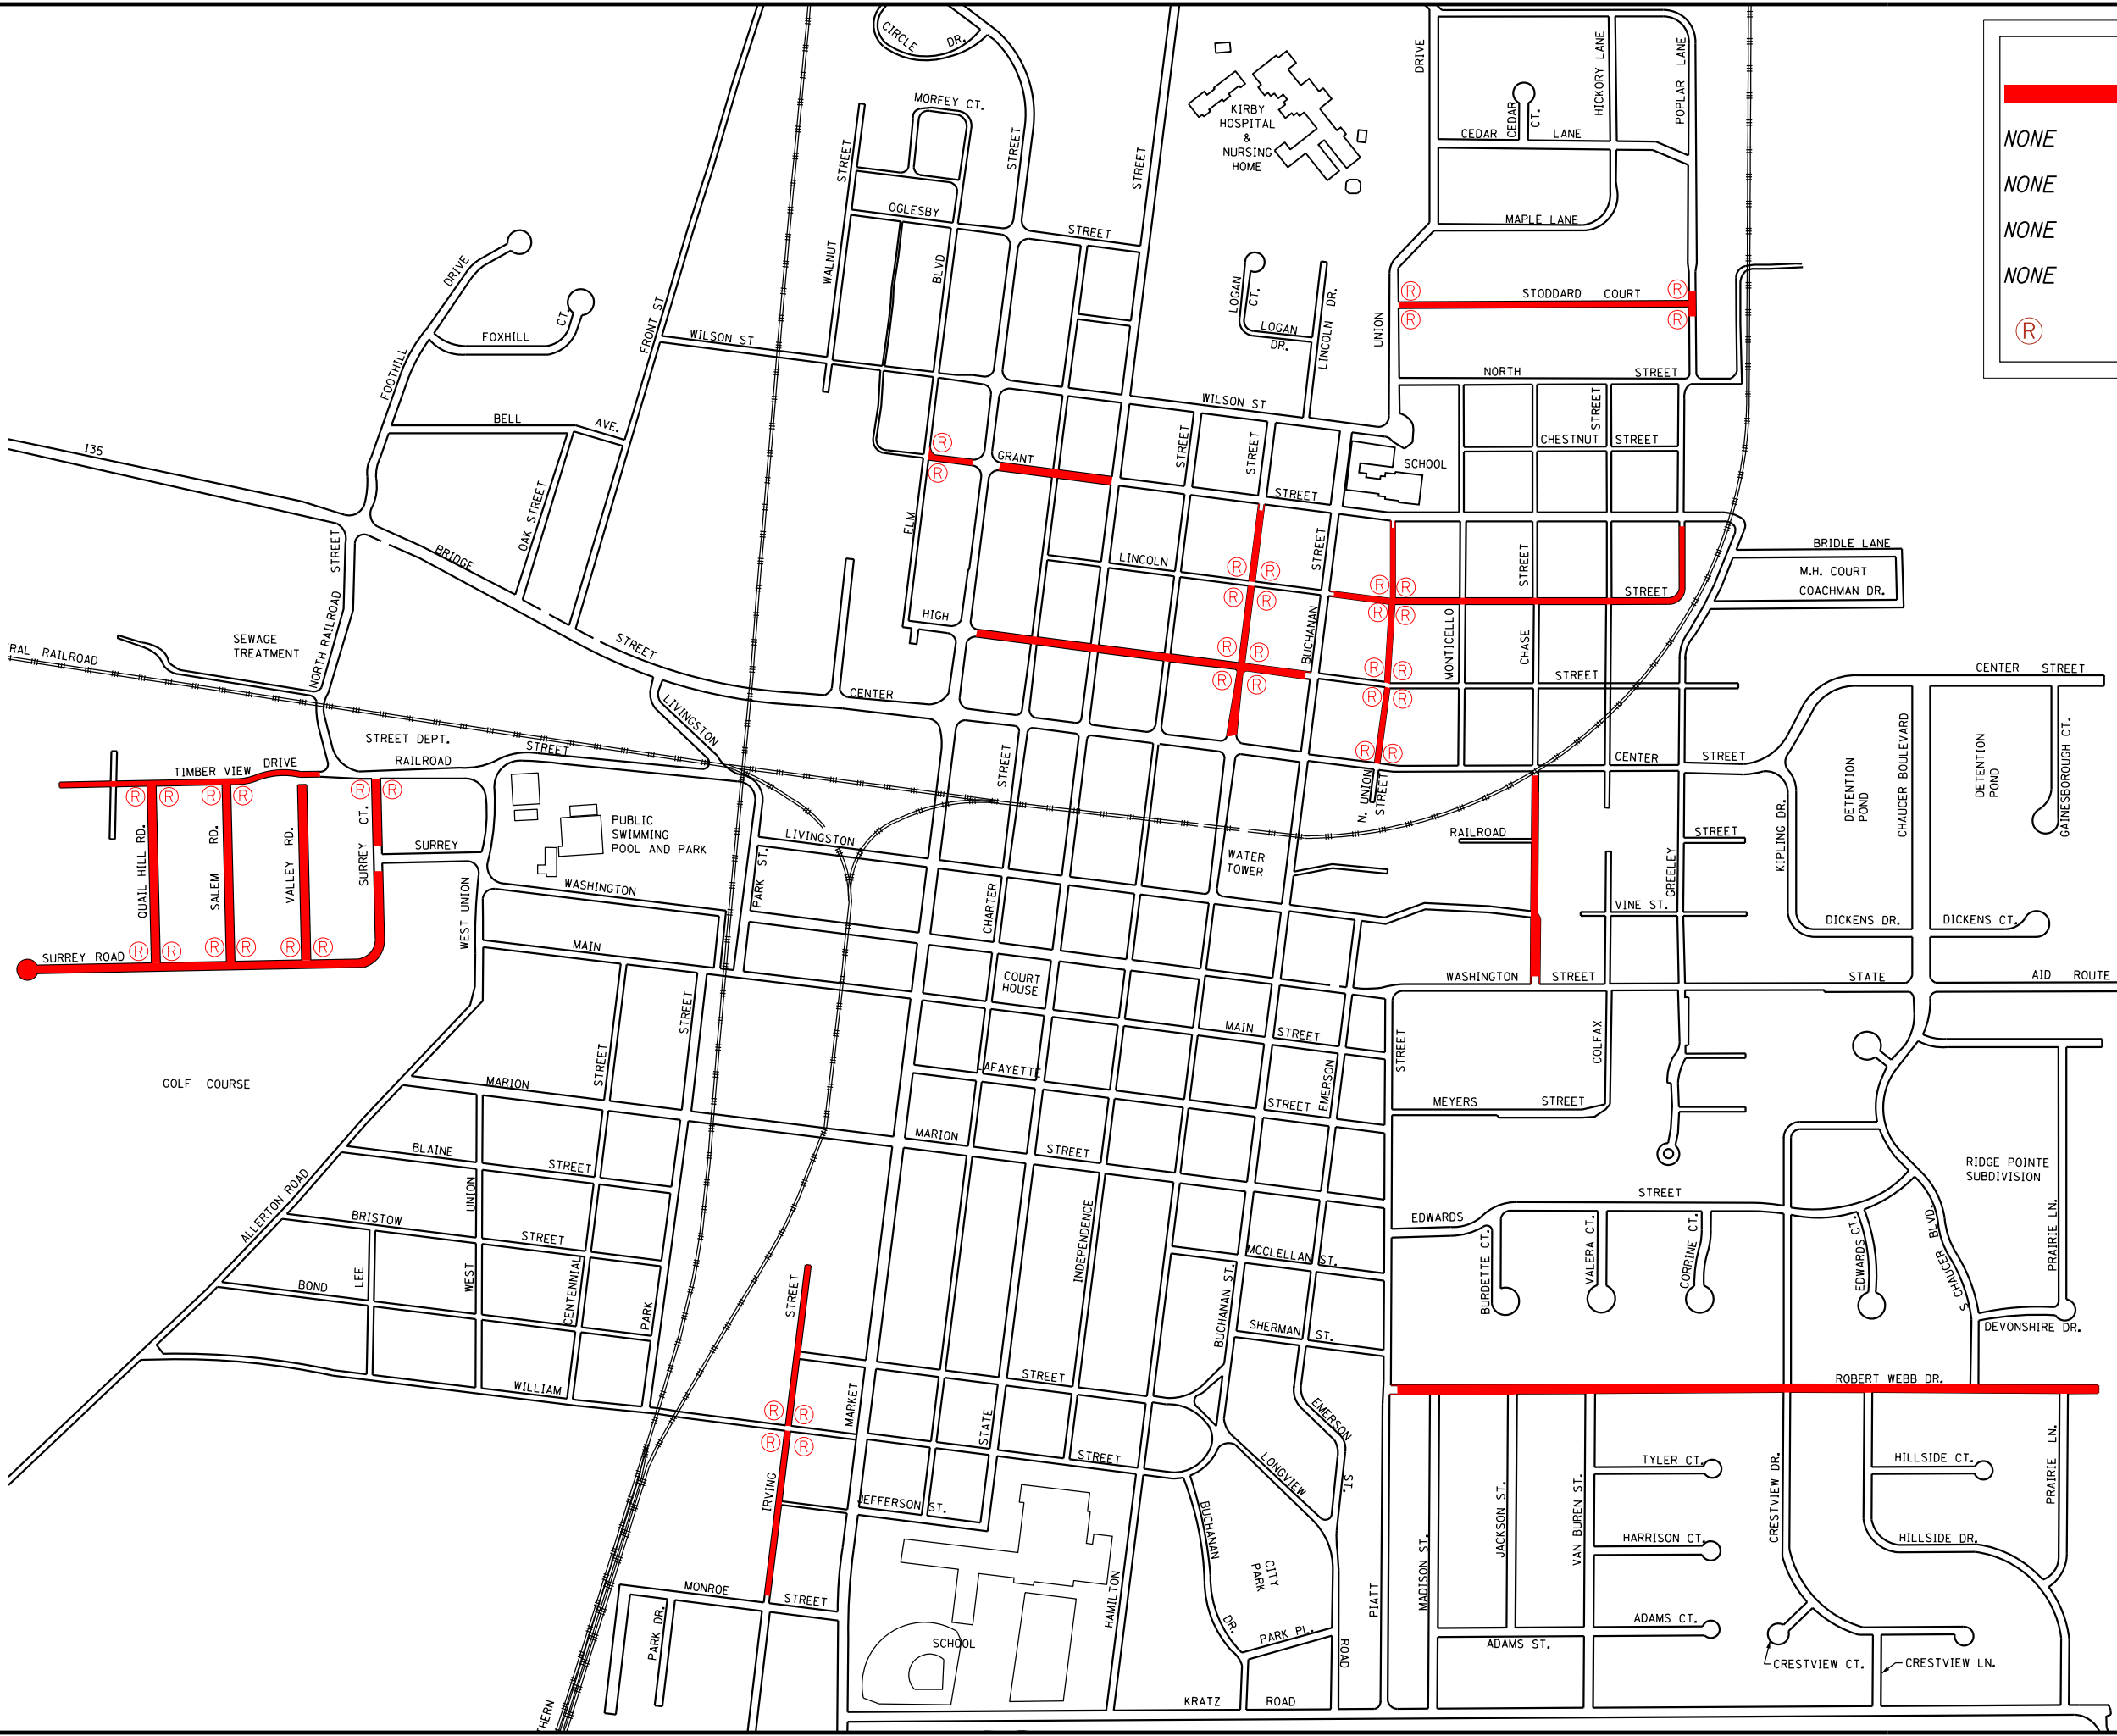 CIRCLE DR.
MORFEY CT.
STREET
STREET
STREET
OGLESBY
STREET
WALNUT
BLVD
KIRBY
HOSPITAL
&
NURSING
HOME
DRIVE
CEDAR
CT.
CEDAR LANE
HICKORY LANE
POPLAR LANE
MAPLE LANE
NONE
NONE
NONE
NONE
R
DRIVE
FOOTHILL
FOXHILL CT.
FRONT ST
WILSON ST
LOGAN
CT.
LOGAN
DR.
LINCOLN DR.
UNION
R
R
STODDARD COURT
R
R
NORTH STREET
WILSON ST
BELL AVE.
135
R
R
GRANT
STREET
STREET
STREET
SCHOOL
STREET
CHESTNUT STREET
OAK STREET
BRIDGE
STREET
ELM
LINCOLN
STREET
STREET
STREET
BRIDLE LANE
M.H. COURT
COACHMAN DR.
R R
R R
R R
R R
NORTH RAILROAD STREET
SEWAGE
TREATMENT
HIGH
BUCHANAN
MONTICELLO
CHASE
RAL RAILROAD
R R
R R
R R
R R
STREET
CENTER STREET
CENTER
LIVINGSTON
STREET DEPT.
STREET
RAILROAD
TIMBER VIEW DRIVE
STREET
R R
N. UNION
STREET
CENTER STREET
DETENTION
POND
CHAUCER BOULEVARD
DETENTION
POND
GAINESBOROUGH CT.
R R R R R R
QUAIL HILL RD.
SALEM RD.
VALLEY RD.
SURREY CT.
SURREY
PUBLIC
SWIMMING
POOL AND PARK
LIVINGSTON
WATER
TOWER
RAILROAD STREET
KIPLING DR.
PARK ST.
WASHINGTON
WEST UNION
CHARTER
GREELEY
VINE ST.
DICKENS DR.
DICKENS CT.
SURREY ROAD
R R R R R R
MAIN
COURT
HOUSE
WASHINGTON STREET
STATE AID ROUTE
STREET
STREET
MAIN STREET
STREET
COLFAX
GOLF COURSE
MARION
LAFAYETTE
STREET
EMERSON
MEYERS STREET
MARION
STREET
BLAINE
STREET
RIDGE POINTE
SUBDIVISION
ALLERTON ROAD
UNION
BRISTOW
STREET
STREET
EDWARDS
INDEPENDENCE
MCCLELLAN ST.
BURDETTE CT.
VALERA CT.
CORRINE CT.
EDWARDS CT.
S CHAUCER BLVD.
PRAIRIE LN.
LEE
WEST
BOND
CENTENNIAL
PARK
STREET
BUCHANAN ST.
SHERMAN ST.
DEVONSHIRE DR.
WILLIAM
STREET
ROBERT WEBB DR.
R R
R R
MARKET
STATE
STREET
EMERSON
ST.
LONGVIEW
IRVING
JEFFERSON ST.
TYLER CT.
HILLSIDE CT.
BUCHANAN
DR.
CITY
PARK
HARRISON CT.
HILLSIDE DR.
MADISON ST.
JACKSON ST.
VAN BUREN ST.
CRESTVIEW DR.
PRAIRIE LN.
MONROE
STREET
PARK DR.
HAMILTON
PARK PL.
PIATT
ROAD
ADAMS CT.
ADAMS ST.
SCHOOL
CRESTVIEW CT.
CRESTVIEW LN.
KRATZ ROAD
HERN